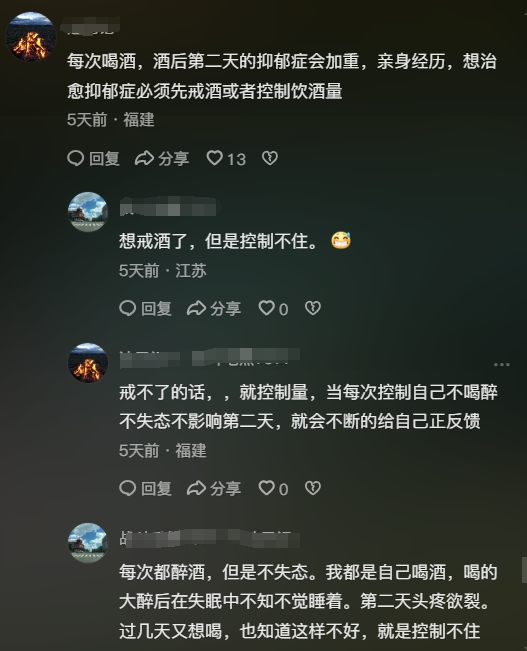 每次喝酒，酒后第二天的抑郁症会加重，亲身经历，想治
愈抑郁症必须先戒酒或者控制饮酒量
5天前·福建
回复 分享 13
想戒酒了，但是控制不住。😅
5天前·江苏
回复 分享 0
戒不了的话，，就控制量，当每次控制自己不喝醉
不失态不影响第二天，就会不断的给自己正反馈
5天前·福建
回复 分享 0
每次都醉酒，但是不失态。我都是自己喝酒，喝的
大醉后在失眠中不知不觉睡着。第二天头疼欲裂。
过几天又想喝，也知道这样不好，就是控制不住